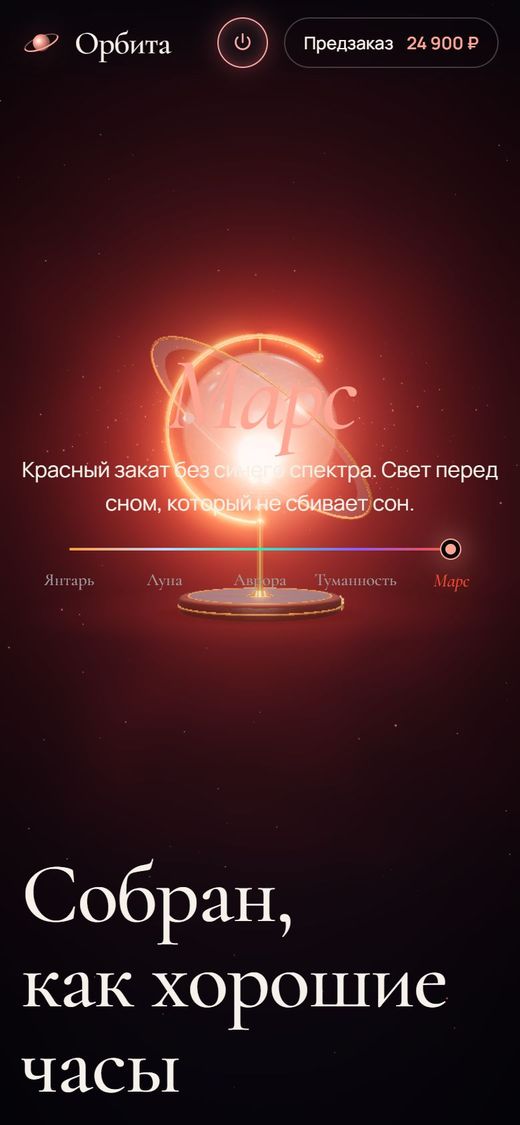 Орбита
Предзаказ 24 900 ₽
Марс
Красный закат без синего спектра. Свет перед
сном, который не сбивает сон.
Янтарь Луна Аврора Туманность Марс
Собран,
как хорошие
часы